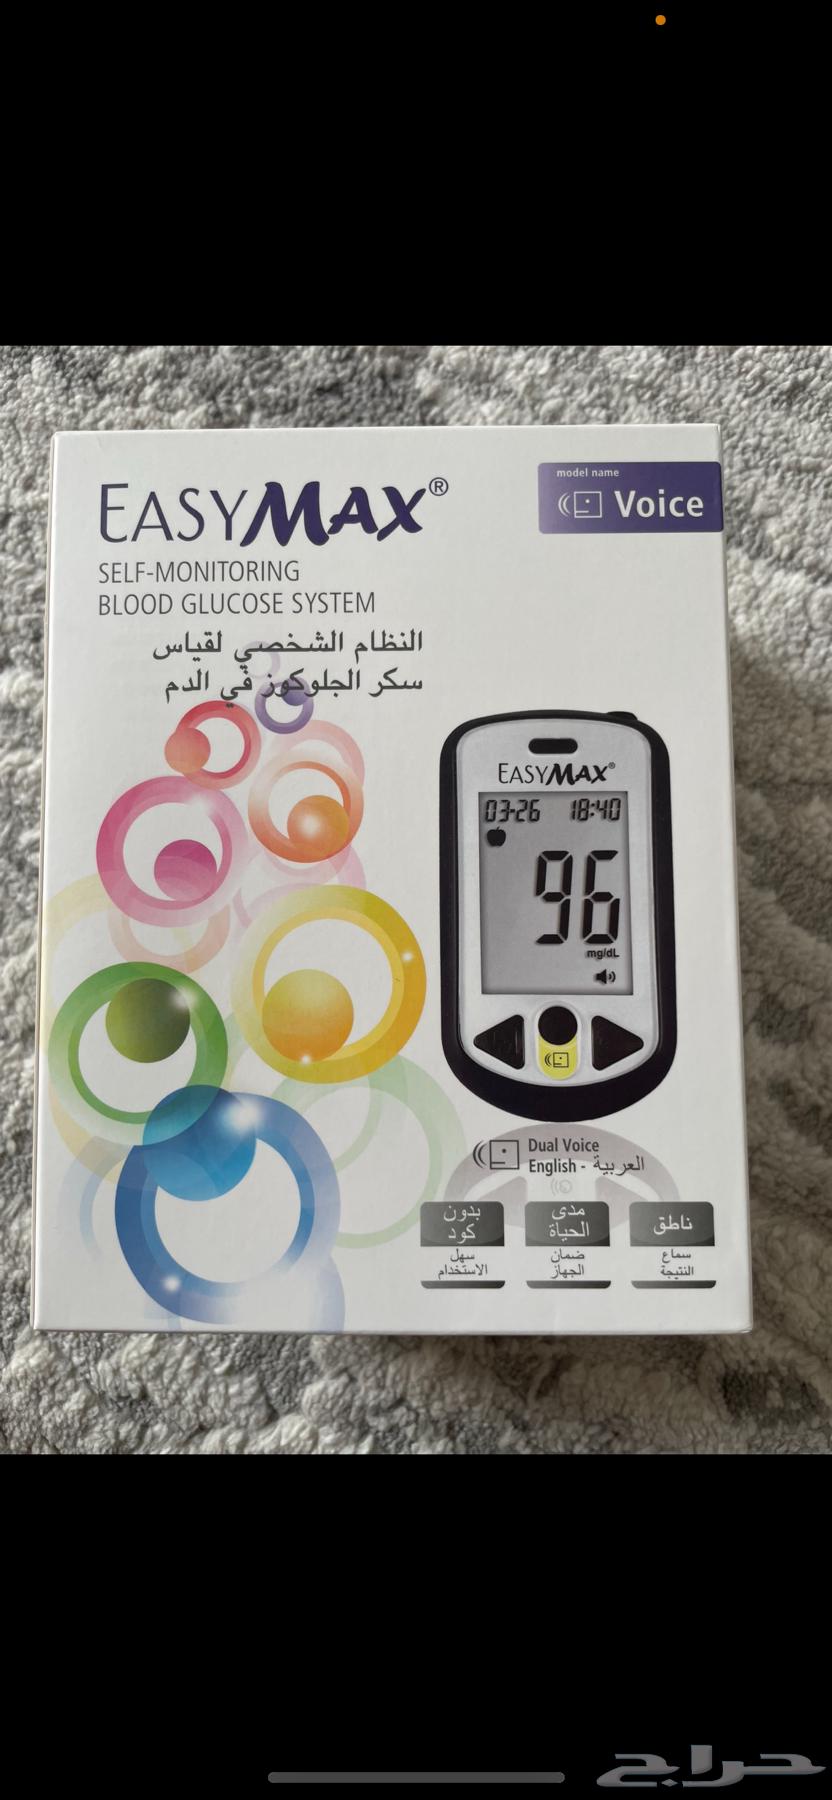 EASYMAX®
model name
Voice
SELF-MONITORING
BLOOD GLUCOSE SYSTEM
النظام الشخصي لقياس
سكر الجلوكوز في الدم
EASYMAX®
03-26 18:40
96
mg/dL
Dual Voice
English - العربية
ناطق
سماع
النتيجة
مدى
الحياة
ضمان
الجهاز
بدون
كود
سهل
الاستخدام
حراج